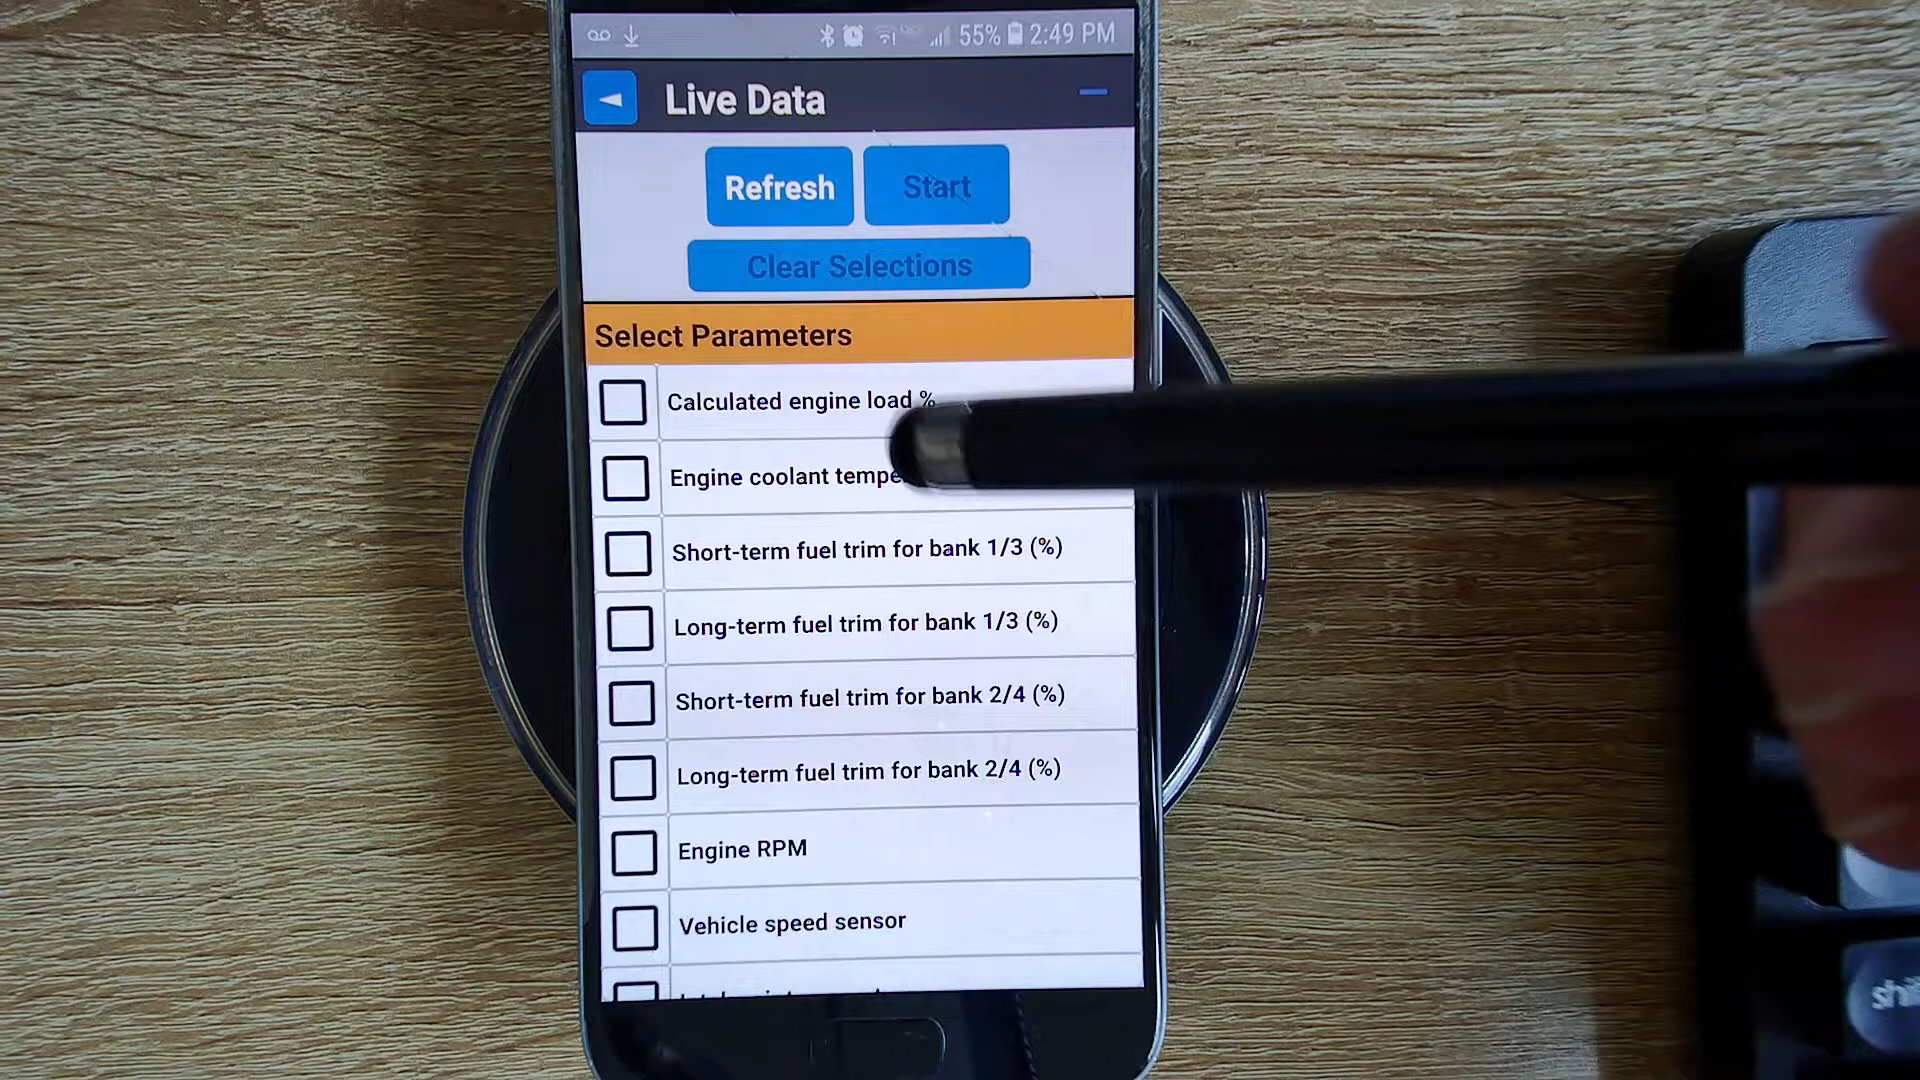 55% 2:49 PM
Live Data
Refresh Start
Clear Selections
Select Parameters
Calculated engine load %
Engine coolant
Short-term fuel trim for bank 1/3 (%)
Long-term fuel trim for bank 1/3 (%)
Short-term fuel trim for bank 2/4 (%)
Long-term fuel trim for bank 2/4 (%)
Engine RPM
Vehicle speed sensor